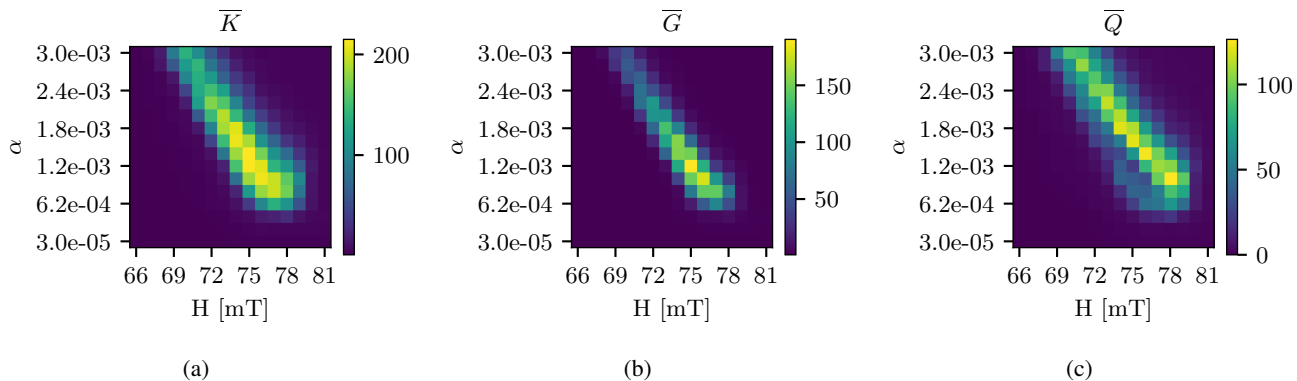 K̅
3.0e-03
2.4e-03
1.8e-03
1.2e-03
6.2e-04
3.0e-05
α
66 69 72 75 78 81
H [mT]
200
100
(a)
G̅
3.0e-03
2.4e-03
1.8e-03
1.2e-03
6.2e-04
3.0e-05
α
66 69 72 75 78 81
H [mT]
150
100
50
(b)
Q̅
3.0e-03
2.4e-03
1.8e-03
1.2e-03
6.2e-04
3.0e-05
α
66 69 72 75 78 81
H [mT]
100
50
0
(c)